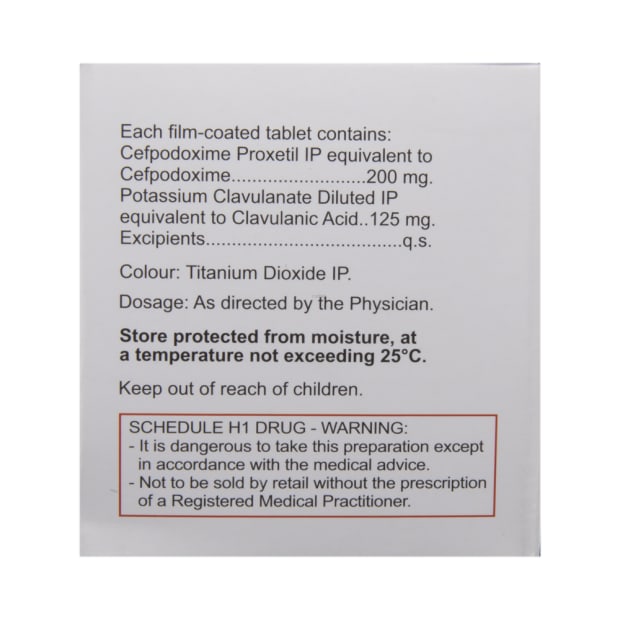 Each film-coated tablet contains:
Cefpodoxime Proxetil IP equivalent to
Cefpodoxime.........................200 mg.
Potassium Clavulanate Diluted IP
equivalent to Clavulanic Acid..125 mg.
Excipients.....................................q.s.
Colour: Titanium Dioxide IP.
Dosage: As directed by the Physician.
Store protected from moisture, at
a temperature not exceeding 25°C.
Keep out of reach of children.
SCHEDULE H1 DRUG - WARNING:
- It is dangerous to take this preparation except
in accordance with the medical advice.
- Not to be sold by retail without the prescription
of a Registered Medical Practitioner.